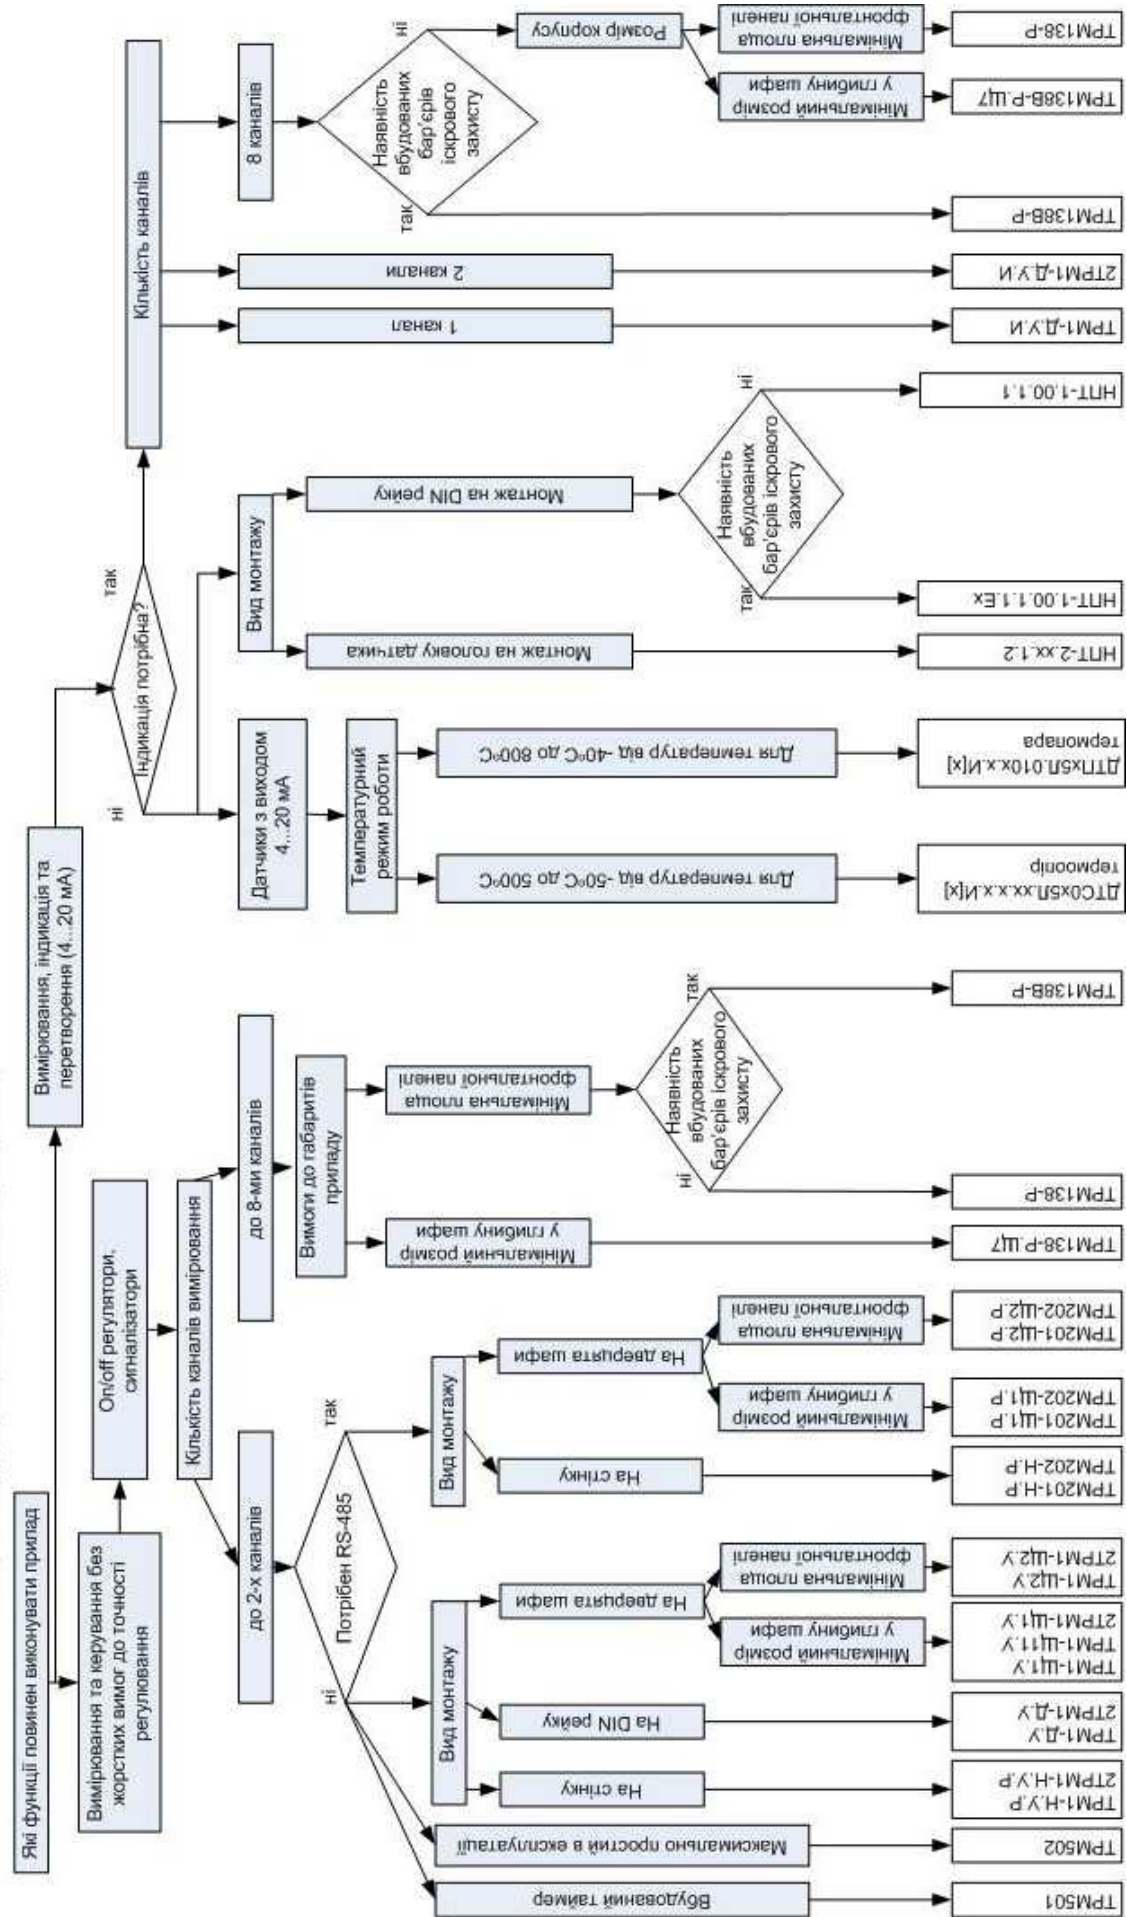 Які функції повинен виконувати прилад
Вимірювання та керування без
жорстких вимог до точності
регулювання
Вимірювання, індикація та
перетворення (4...20 мА)
On/off регулятори,
сигналізатори
Кількість каналів вимірювання
до 2-х каналів
до 8-ми каналів
Потрібен RS-485
ні
так
Вбудований таймер
Максимально простий в експлуатації
Вид монтажу
На стінку
На DIN рейку
На дверцята шафи
Мінімальний розмір
у глибину шафи
Мінімальна площа
фронтальної панелі
Вид монтажу
На стінку
На дверцята шафи
Мінімальний розмір
у глибину шафи
Мінімальна площа
фронтальної панелі
Вимоги до габаритів
приладу
Мінімальний розмір
у глибину шафи
Мінімальна площа
фронтальної панелі
Наявність
вбудованих
бар'єрів іскрового
захисту
ні
так
ТРМ501
ТРМ502
ТРМ1-Н.У.Р
2ТРМ1-Н.У.Р
ТРМ1-Д.У
2ТРМ1-Д.У
ТРМ1-Щ1.У
ТРМ1-Щ11.У
2ТРМ1-Щ1.У
ТРМ1-Щ2.У
2ТРМ1-Щ2.У
ТРМ201-Н.Р
ТРМ202-Н.Р
ТРМ201-Щ1.Р
ТРМ202-Щ1.Р
ТРМ201-Щ2.Р
ТРМ202-Щ2.Р
ТРМ138-Р.Щ7
ТРМ138-Р
ТРМ138В-Р
Індикація потрібна?
ні
так
Датчики з виходом
4...20 мА
Температурний
режим роботи
Для температур від -50°С до 500°С
Для температур від -40°С до 800°С
ДТС0х5Л.хх.х.х.И[х]
термоопір
ДТПх5Л.010х.х.И[х]
термопара
Вид монтажу
Монтаж на головку датчика
Монтаж на DIN рейку
Наявність
вбудованих
бар'єрів іскрового
захисту
так
ні
НПТ-2.хх.1.2
НПТ-1.00.1.1.Ех
НПТ-1.00.1.1
Кількість каналів
1 канал
2 канали
8 каналів
Наявність
вбудованих
бар'єрів
іскрового
захисту
так
ні
Розмір корпусу
Мінімальний розмір
у глибину шафи
Мінімальна площа
фронтальної панелі
ТРМ1-Д.У.И
2ТРМ1-Д.У.И
ТРМ138В-Р
ТРМ138В-Р.Щ7
ТРМ138-Р